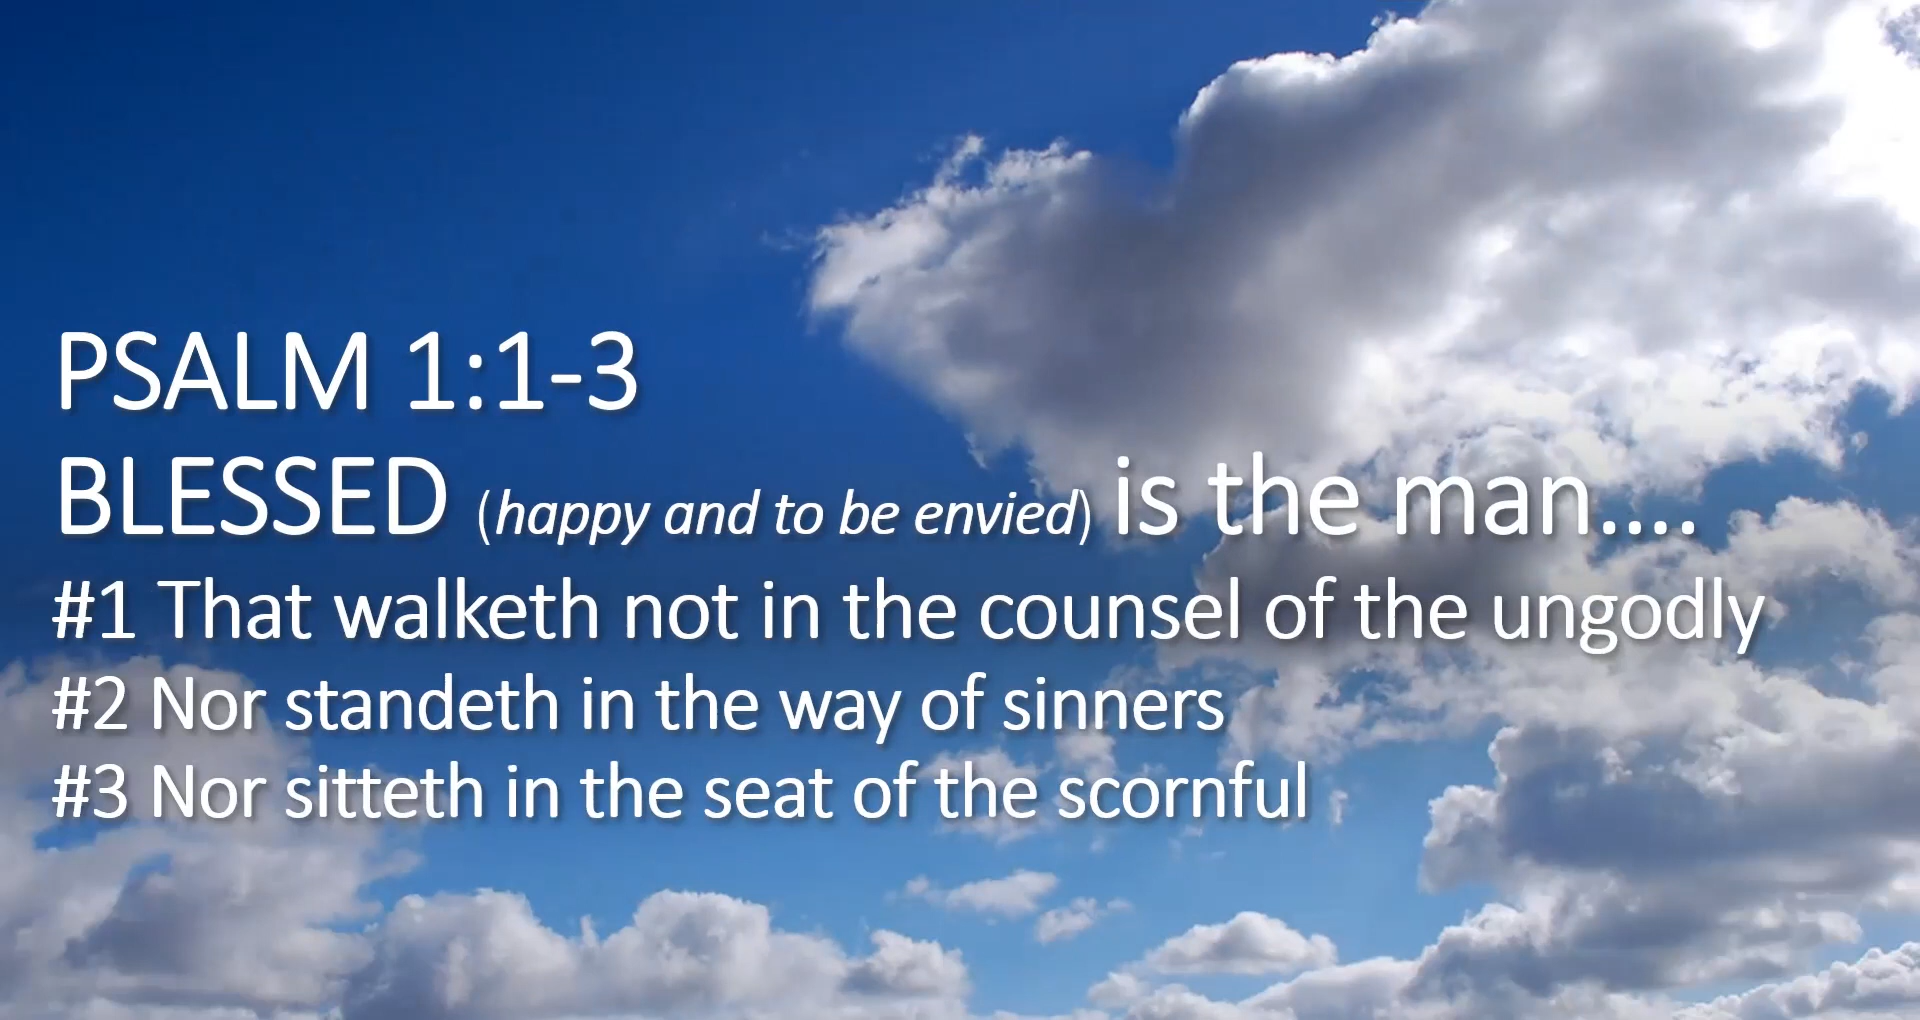 PSALM 1:1-3
BLESSED (happy and to be envied) is the man....
#1 That walketh not in the counsel of the ungodly
#2 Nor standeth in the way of sinners
#3 Nor sitteth in the seat of the scornful